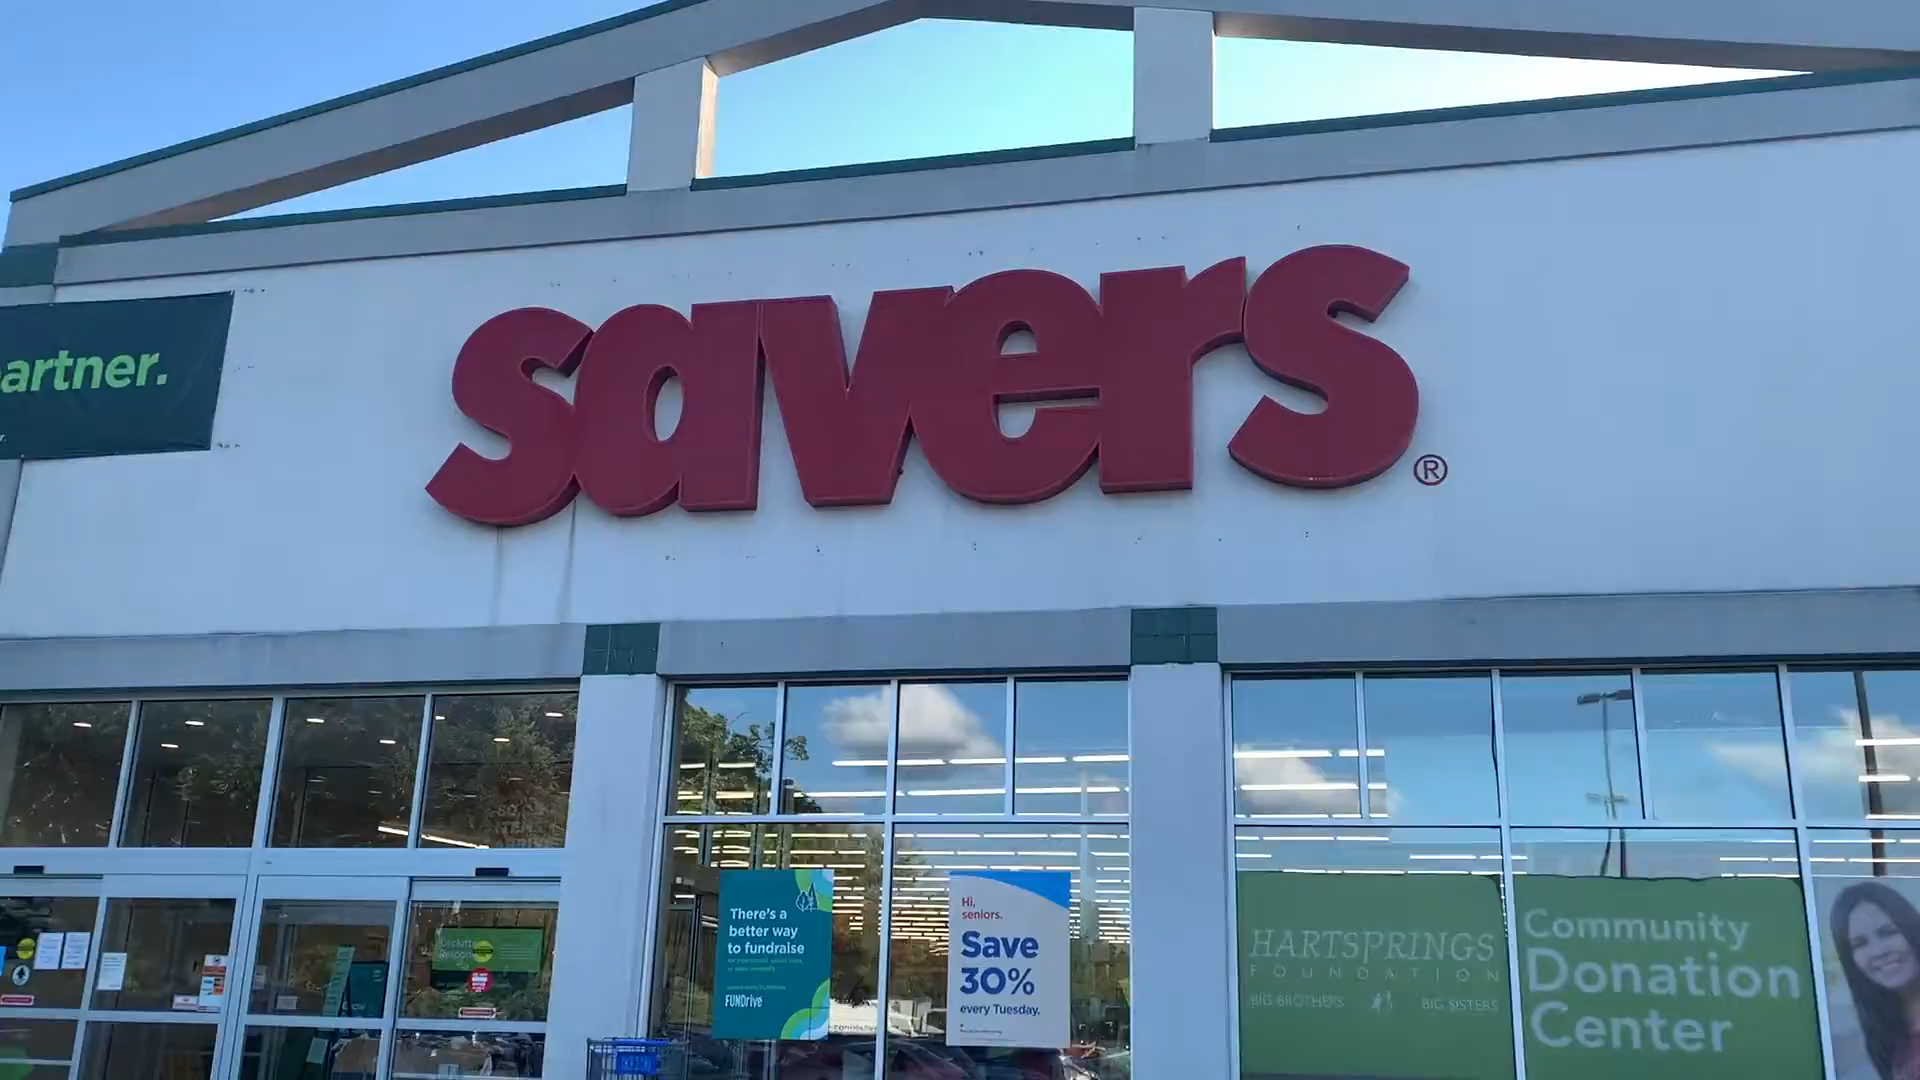 artner.
savers®
There's a
better way
to fundraise
FUNDrive
Hi,
seniors.
Save
30%
every Tuesday.
HARTSPRINGS
FOUNDATION
BIG BROTHERS BIG SISTERS
Community
Donation
Center